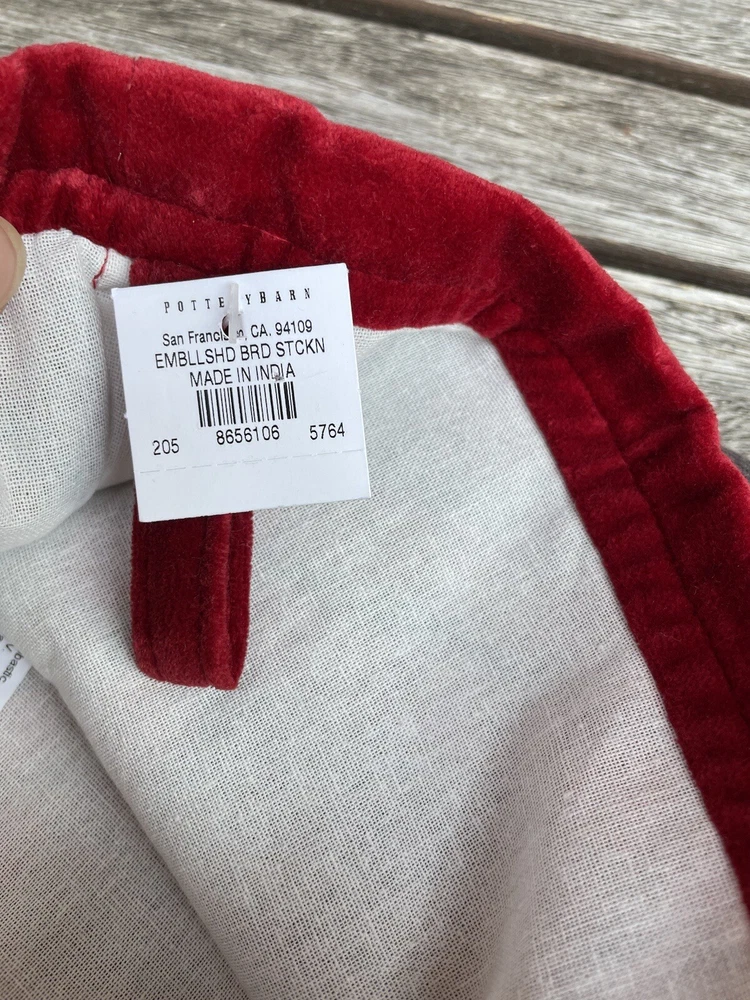 POTTERYBARN
San Francisco, CA. 94109
EMBLLSHD BRD STCKN
MADE IN INDIA
205 8656106 5764